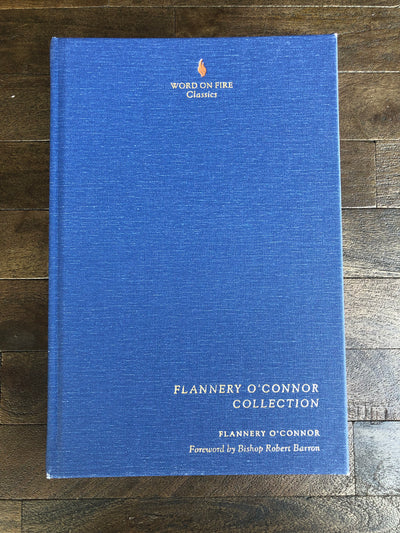 WORD ON FIRE
Classics
FLANNERY O'CONNOR
COLLECTION
FLANNERY O'CONNOR
Foreword by Bishop Robert Barron